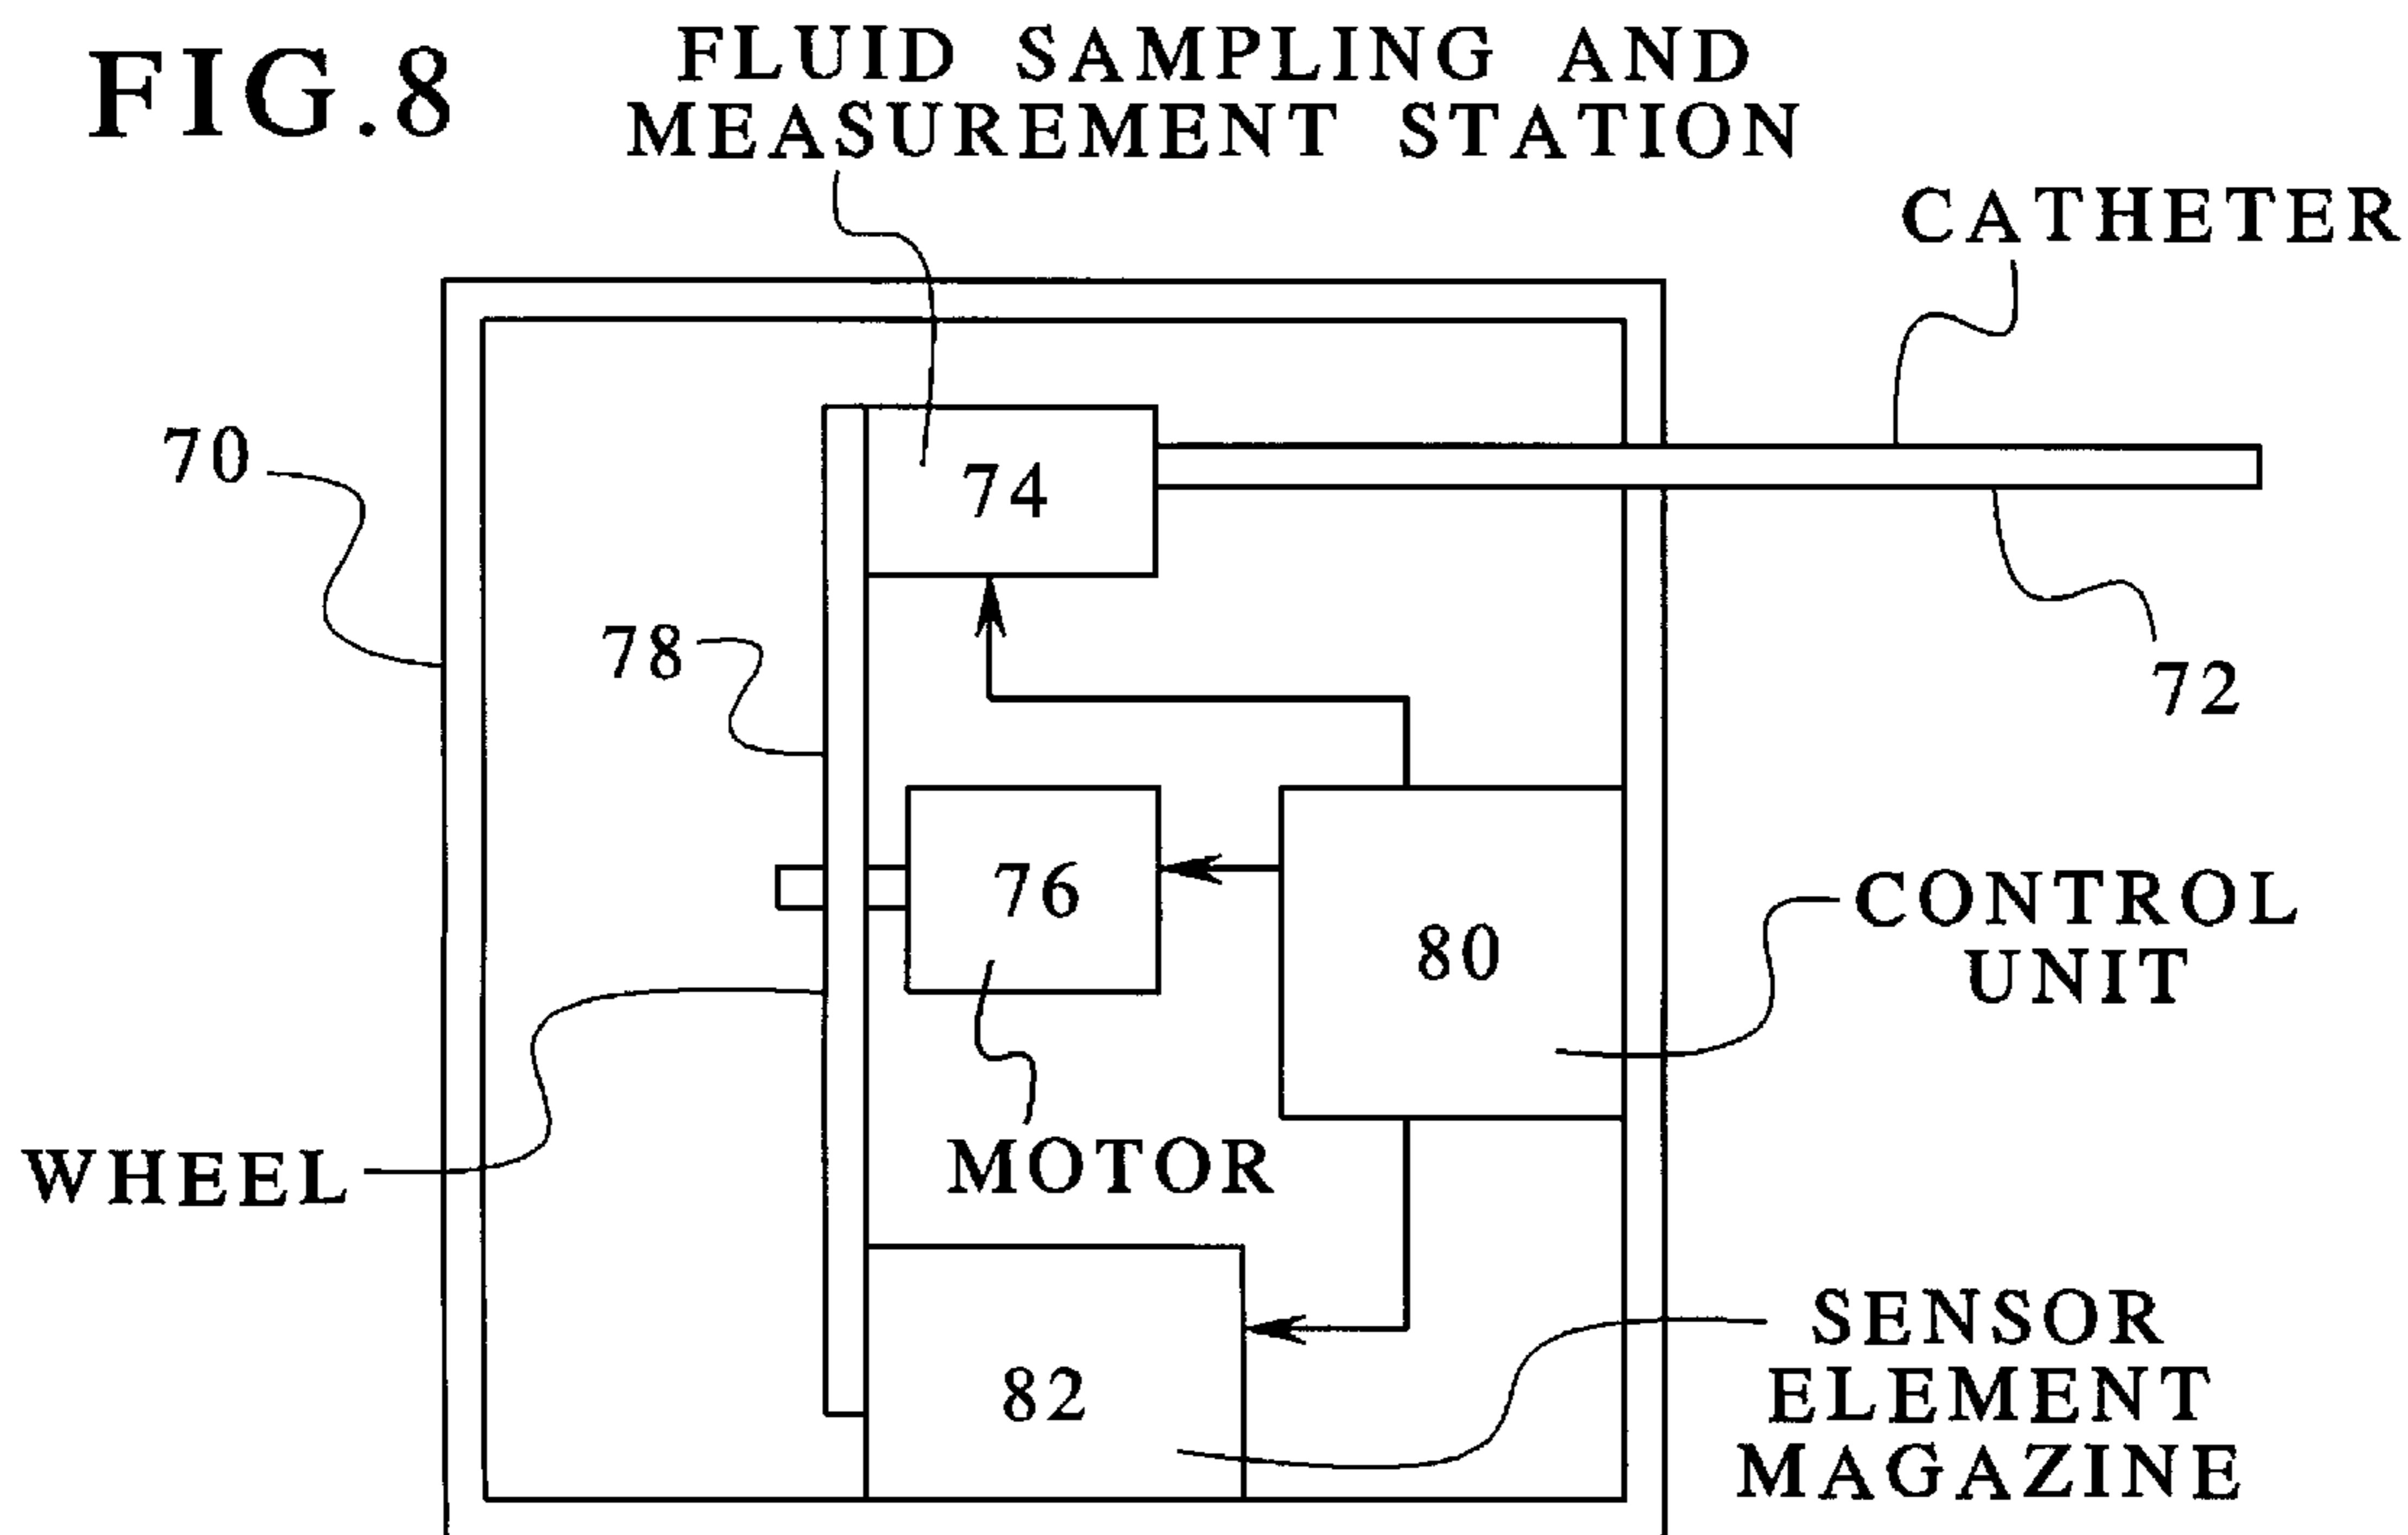 FIG.8
FLUID SAMPLING AND
MEASUREMENT STATION
CATHETER
70
74
78
72
76
80
CONTROL
UNIT
MOTOR
WHEEL
82
SENSOR
ELEMENT
MAGAZINE